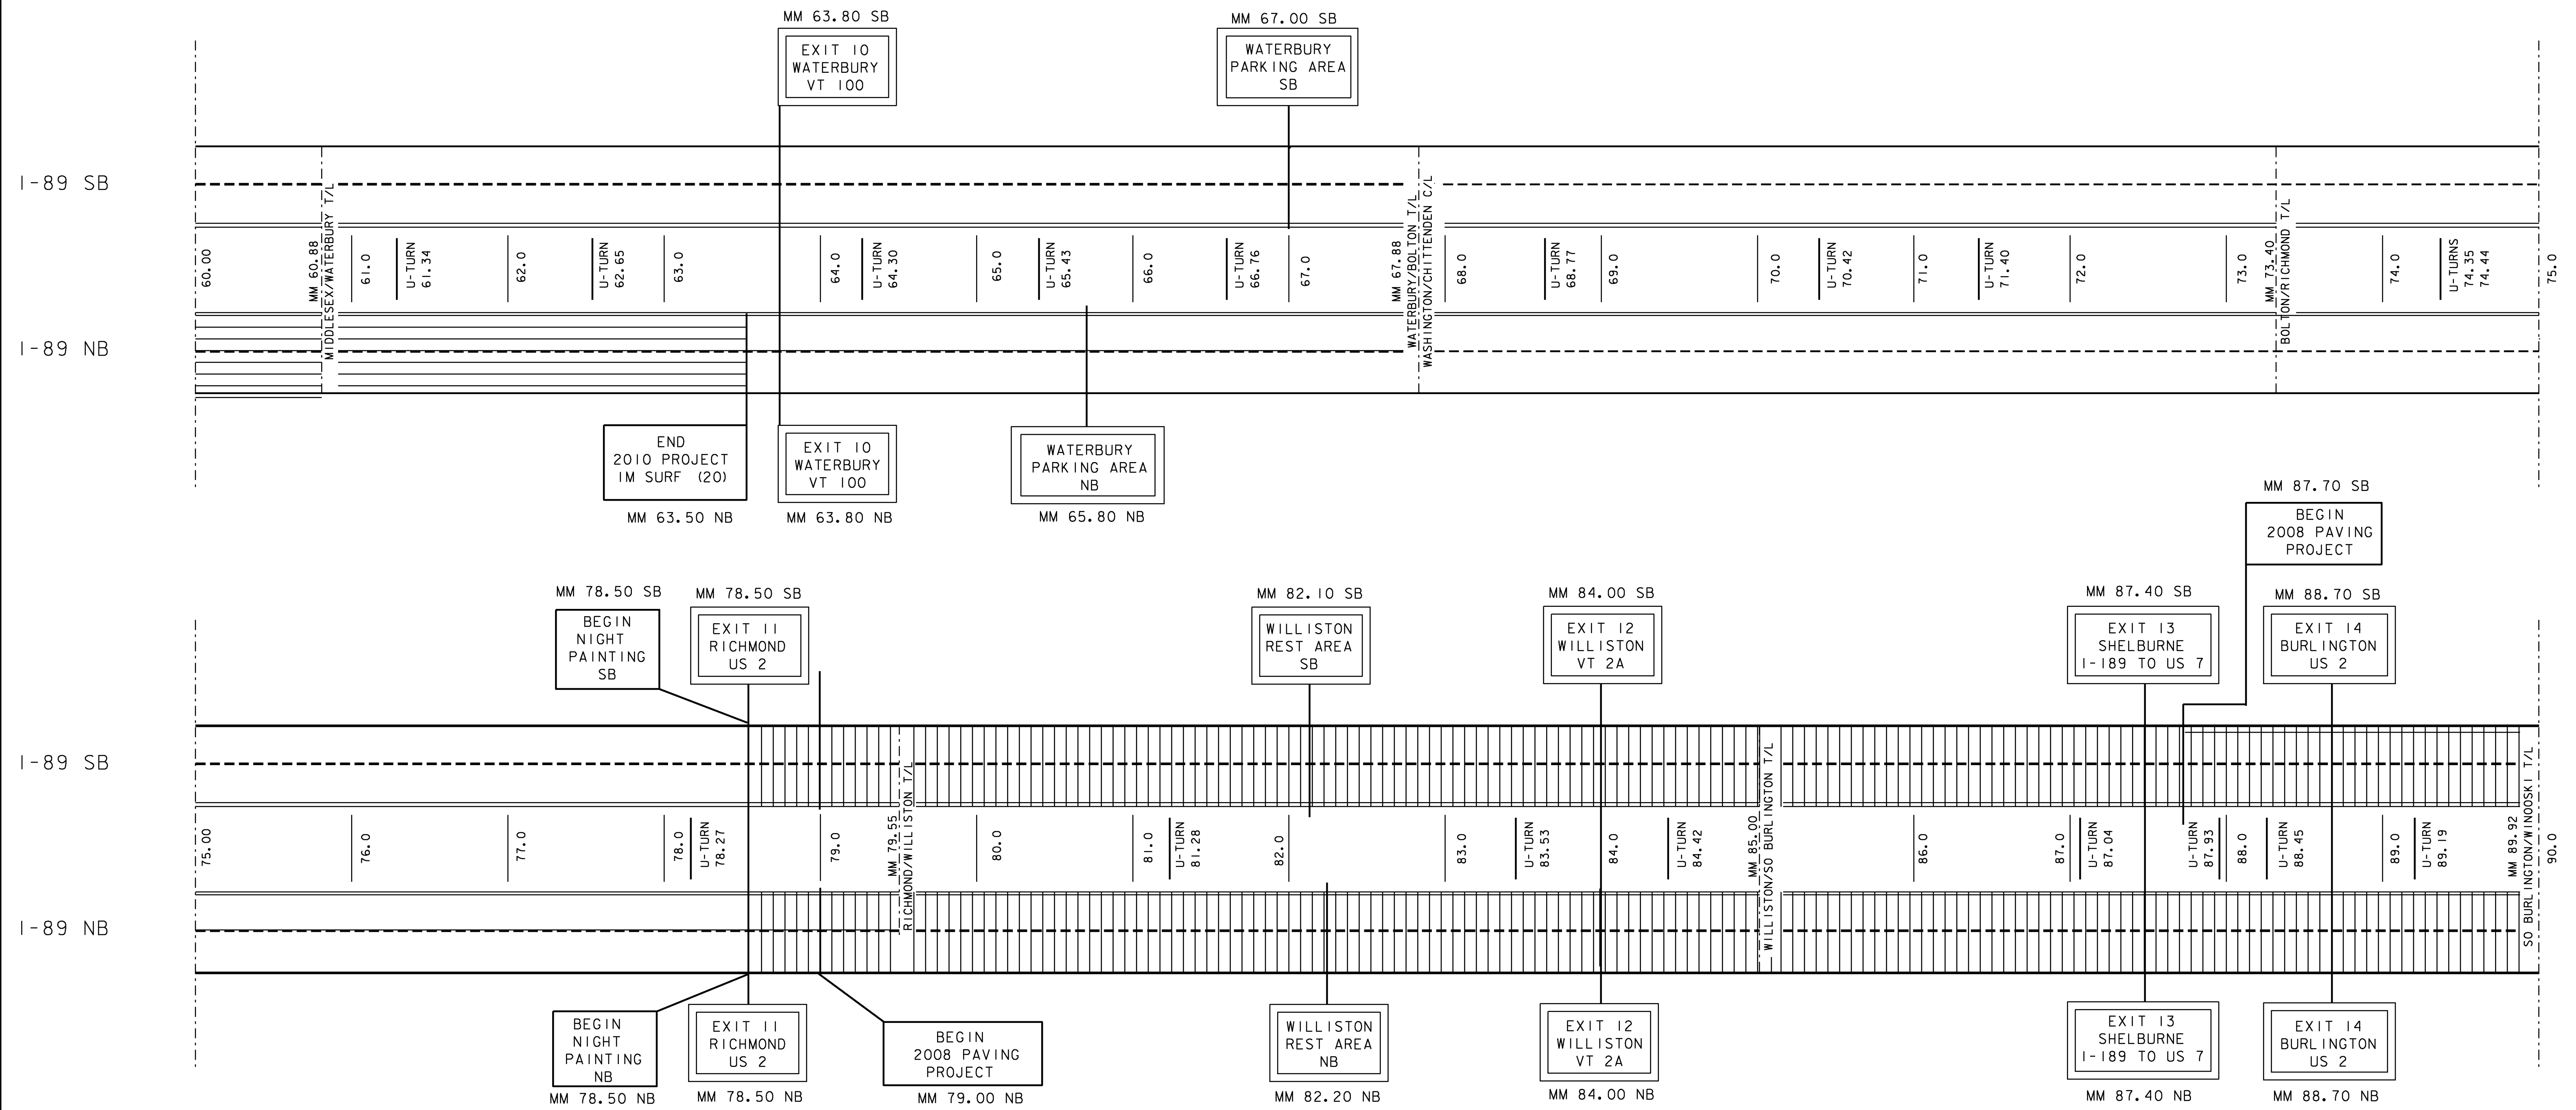 MM 63.80 SB
EXIT 10
WATERBURY
VT 100
MM 67.00 SB
WATERBURY
PARKING AREA
SB
I-89 SB
I-89 NB
60.00
MM 60.88
MIDDLESEX/WATERBURY T/L
61.0
U-TURN
61.34
62.0
U-TURN
62.65
63.0
64.0
U-TURN
64.30
65.0
U-TURN
65.43
66.0
U-TURN
66.76
67.0
MM 67.88
WATERBURY/BOLTON T/L
WASHINGTON/CHITTENDEN C/L
68.0
U-TURN
68.77
69.0
70.0
U-TURN
70.42
71.0
U-TURN
71.40
72.0
73.0
MM 73.40
BOLTON/RICHMOND T/L
74.0
U-TURNS
74.35
74.44
75.0
END
2010 PROJECT
IM SURF (20)
MM 63.50 NB
EXIT 10
WATERBURY
VT 100
MM 63.80 NB
WATERBURY
PARKING AREA
NB
MM 65.80 NB
MM 87.70 SB
BEGIN
2008 PAVING
PROJECT
MM 78.50 SB
BEGIN
NIGHT
PAINTING
SB
MM 78.50 SB
EXIT 11
RICHMOND
US 2
MM 82.10 SB
WILLISTON
REST AREA
SB
MM 84.00 SB
EXIT 12
WILLISTON
VT 2A
MM 87.40 SB
EXIT 13
SHELBURNE
I-189 TO US 7
MM 88.70 SB
EXIT 14
BURLINGTON
US 2
I-89 SB
I-89 NB
75.00
76.0
77.0
78.0
U-TURN
78.27
79.0
MM 79.55
RICHMOND/WILLISTON T/L
80.0
81.0
U-TURN
81.28
82.0
83.0
U-TURN
83.53
84.0
U-TURN
84.42
MM 85.00
WILLISTON/SO BURLINGTON T/L
86.0
87.0
U-TURN
87.04
U-TURN
87.93
88.0
U-TURN
88.45
89.0
U-TURN
89.19
MM 89.92
SO BURLINGTON/WINOOSKI T/L
90.0
BEGIN
NIGHT
PAINTING
NB
MM 78.50 NB
EXIT 11
RICHMOND
US 2
MM 78.50 NB
BEGIN
2008 PAVING
PROJECT
MM 79.00 NB
WILLISTON
REST AREA
NB
MM 82.20 NB
EXIT 12
WILLISTON
VT 2A
MM 84.00 NB
EXIT 13
SHELBURNE
I-189 TO US 7
MM 87.40 NB
EXIT 14
BURLINGTON
US 2
MM 88.70 NB